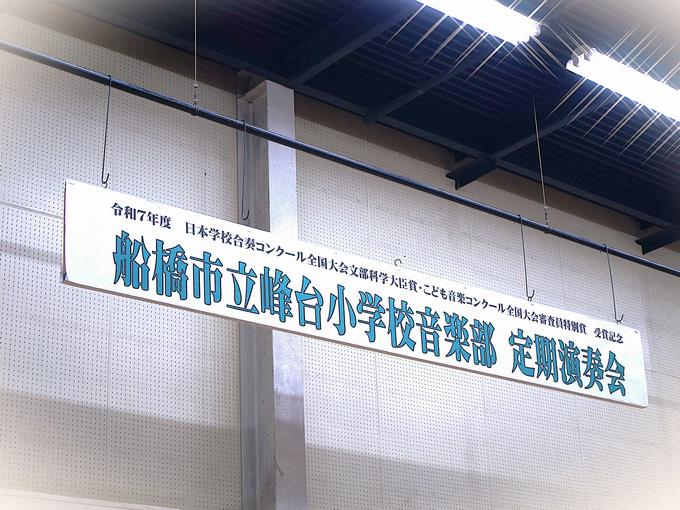 令和7年度 日本学校合奏コンクール全国大会文部科学大臣賞・こども音楽コンクール全国大会審査員特別賞 受賞記念
船橋市立峰台小学校音楽部 定期演奏会